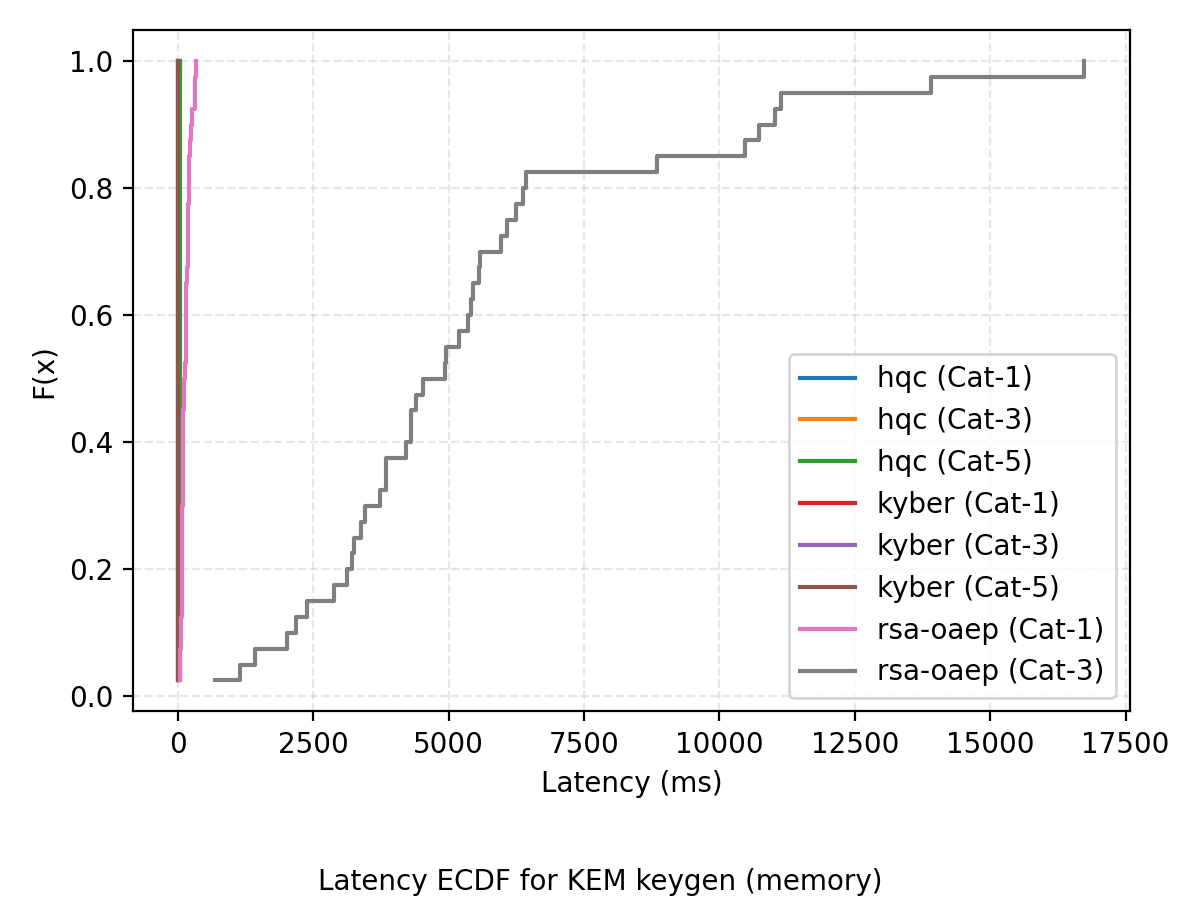 1.0
0.8
0.6
0.4
0.2
0.0
F(x)
hqc (Cat-1)
hqc (Cat-3)
hqc (Cat-5)
kyber (Cat-1)
kyber (Cat-3)
kyber (Cat-5)
rsa-oaep (Cat-1)
rsa-oaep (Cat-3)
0 2500 5000 7500 10000 12500 15000 17500
Latency (ms)
Latency ECDF for KEM keygen (memory)